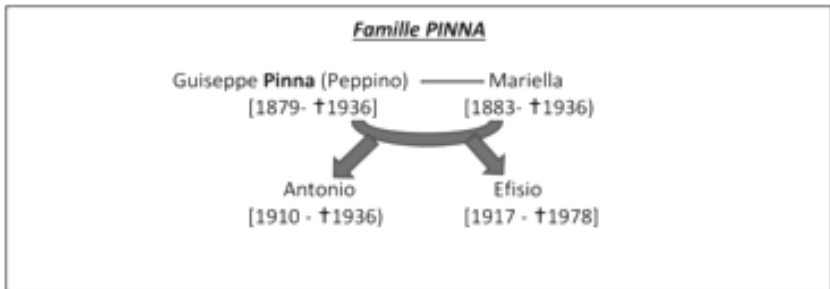 Famille PINNA
Guiseppe Pinna (Peppino) Mariella
[1879- ✝1936] [1883- ✝1936)
Antonio Efisio
[1910 - ✝1936) [1917 - ✝1978]